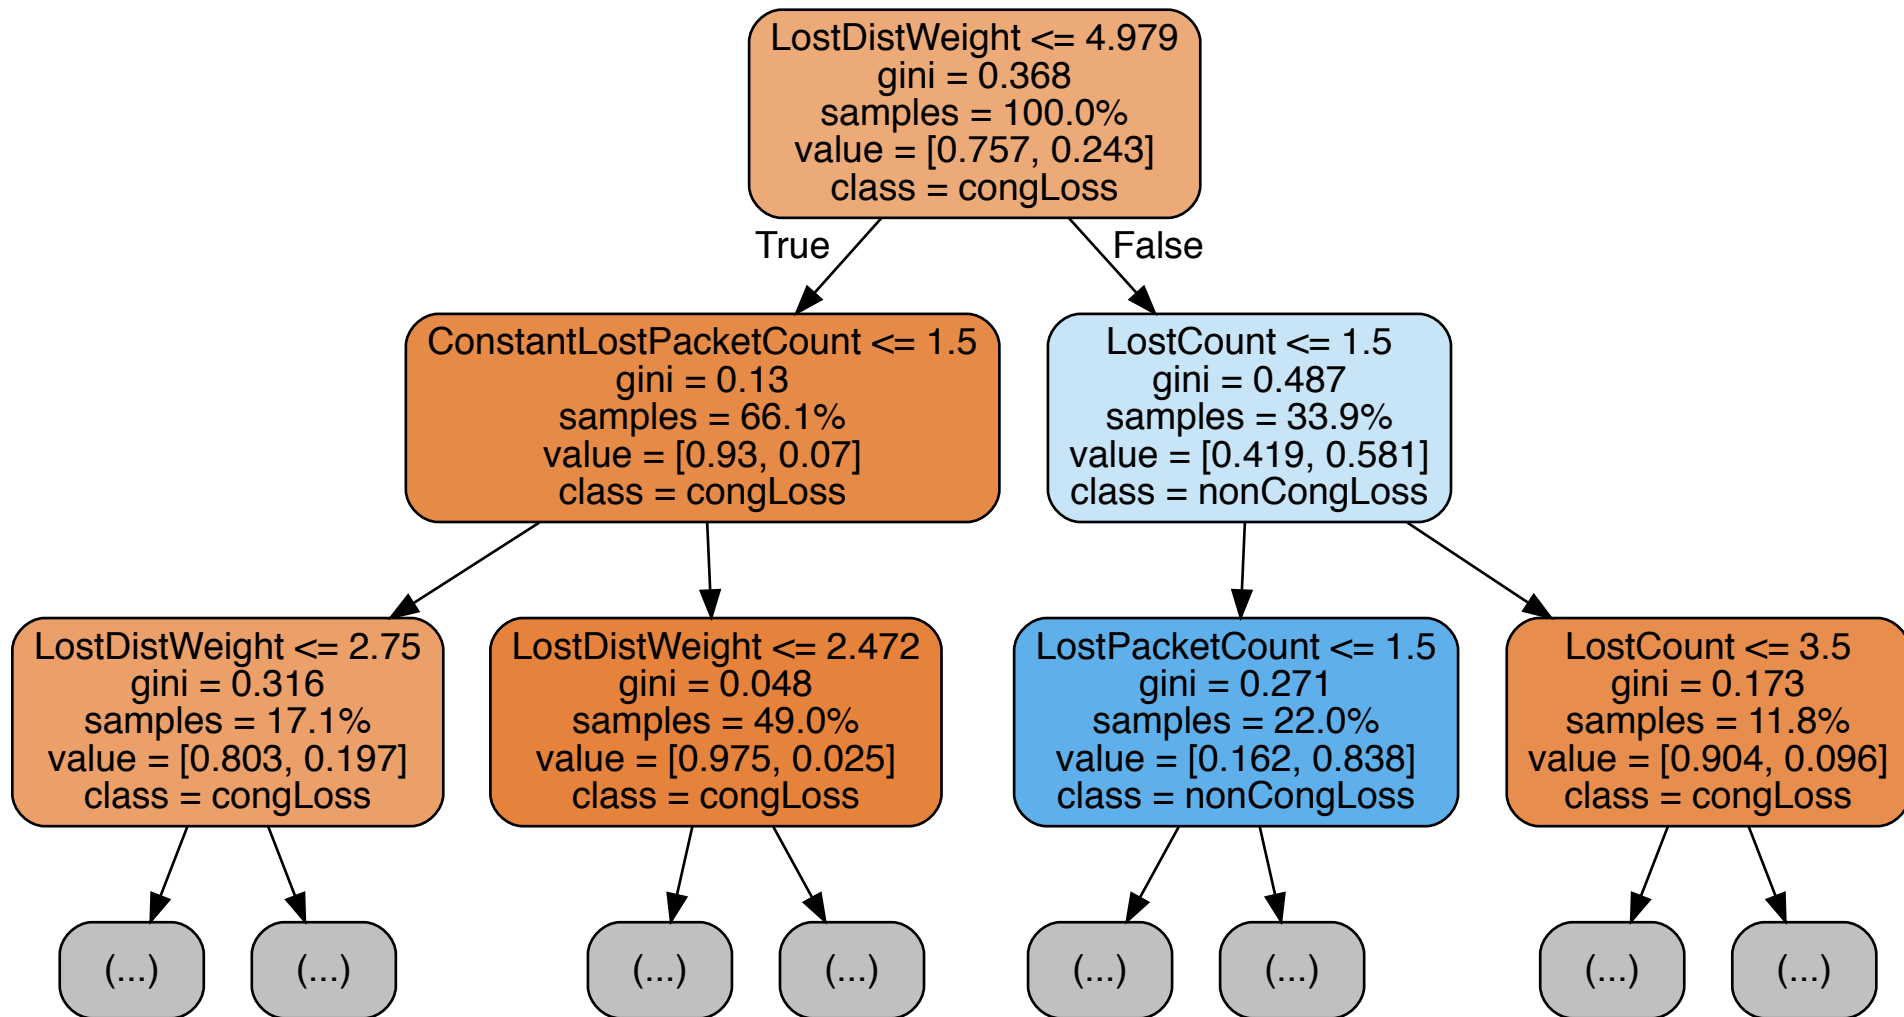 LostDistWeight <= 4.979
gini = 0.368
samples = 100.0%
value = [0.757, 0.243]
class = congLoss
True
False
ConstantLostPacketCount <= 1.5
gini = 0.13
samples = 66.1%
value = [0.93, 0.07]
class = congLoss
LostCount <= 1.5
gini = 0.487
samples = 33.9%
value = [0.419, 0.581]
class = nonCongLoss
LostDistWeight <= 2.75
gini = 0.316
samples = 17.1%
value = [0.803, 0.197]
class = congLoss
LostDistWeight <= 2.472
gini = 0.048
samples = 49.0%
value = [0.975, 0.025]
class = congLoss
LostPacketCount <= 1.5
gini = 0.271
samples = 22.0%
value = [0.162, 0.838]
class = nonCongLoss
LostCount <= 3.5
gini = 0.173
samples = 11.8%
value = [0.904, 0.096]
class = congLoss
(...)
(...)
(...)
(...)
(...)
(...)
(...)
(...)